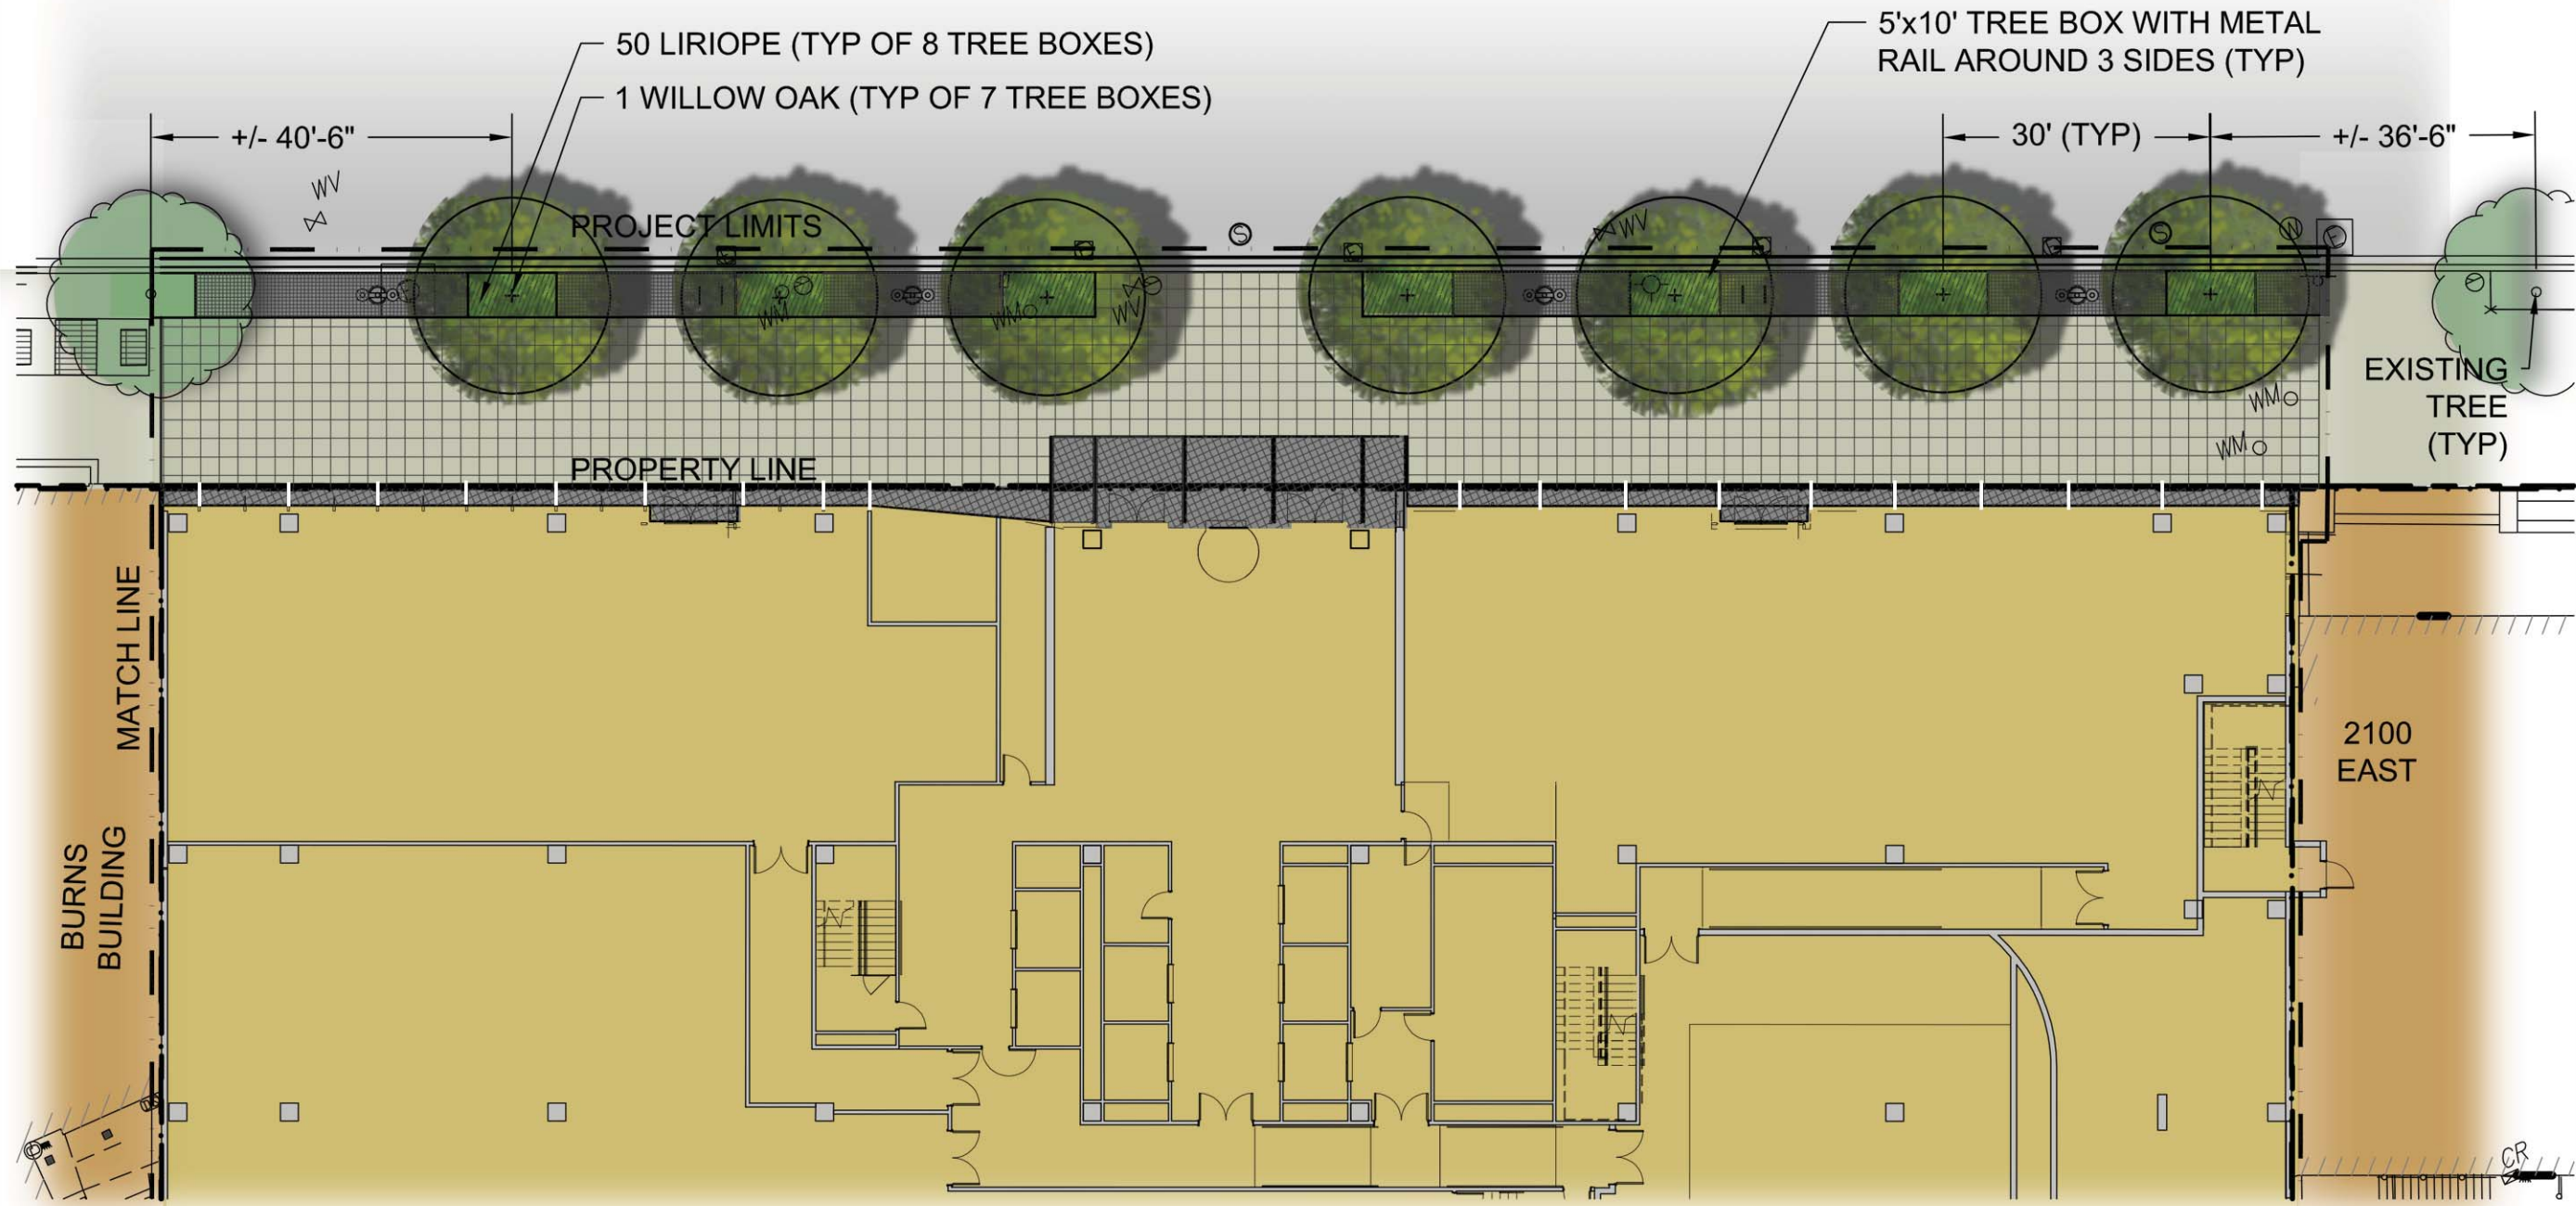 50 LIRIOPE (TYP OF 8 TREE BOXES)
1 WILLOW OAK (TYP OF 7 TREE BOXES)
5'x10' TREE BOX WITH METAL
RAIL AROUND 3 SIDES (TYP)
+/- 40'-6"
30' (TYP)
+/- 36'-6"
WV
PROJECT LIMITS
S
WV
S
W
E
WM
WM
WV
EXISTING
TREE
(TYP)
WM
WM
PROPERTY LINE
MATCH LINE
BURNS
BUILDING
2100
EAST
CR